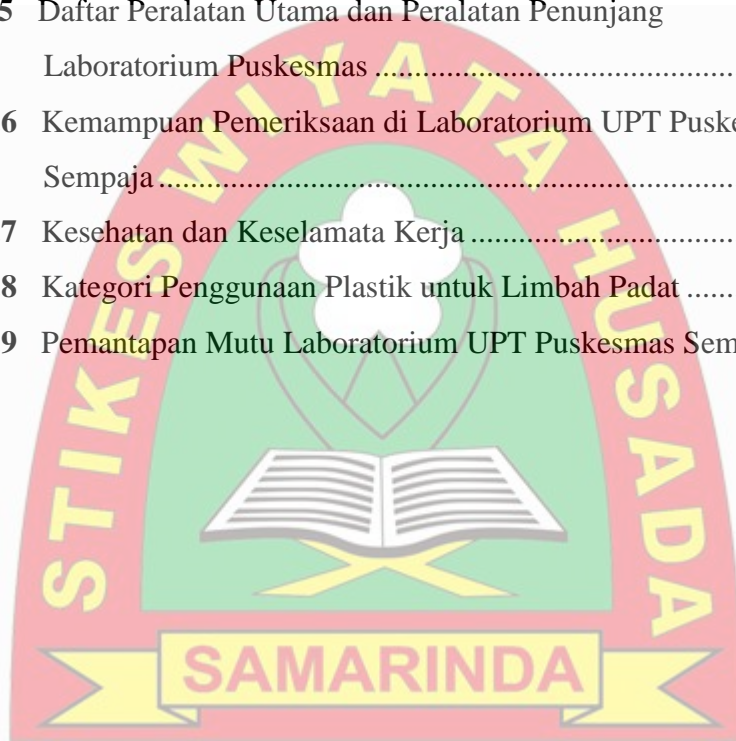 5 Daftar Peralatan Utama dan Peralatan Penunjang
Laboratorium Puskesmas ................................................
6 Kemampuan Pemeriksaan di Laboratorium UPT
Sempaja ................................................................................
7 Kesehatan dan Keselamata Kerja ................................
8 Kategori Penggunaan Plastik untuk Limbah Padat ......
9 Pemantapan Mutu Laboratorium UPT Puskesmas
STIKES WIYATA HUSADA
SAMARINDA